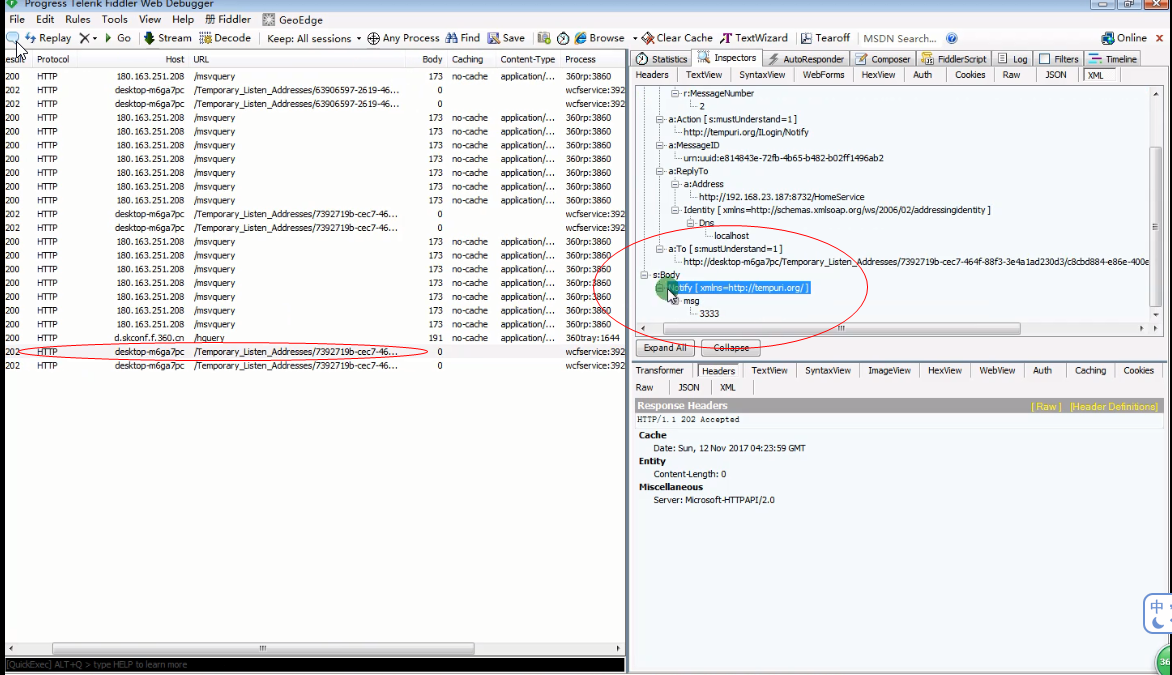 Progress Telerik Fiddler Web Debugger
File Edit Rules Tools View Help Fiddler GeoEdge
Replay Go Stream Decode Keep: All sessions Any Process Find Save Browse Clear Cache TextWizard Tearoff MSDN Search... Online
Protocol Host URL Body Caching Content-Type Process
200 HTTP 180.163.251.208 /msvquery 173 no-cache application/... 360rp:3860
202 HTTP desktop-m6ga7pc /Temporary_Listen_Addresses/63906597-2619-46... 0 wcfservice:392
202 HTTP desktop-m6ga7pc /Temporary_Listen_Addresses/63906597-2619-46... 0 wcfservice:392
200 HTTP 180.163.251.208 /msvquery 173 no-cache application/... 360rp:3860
200 HTTP 180.163.251.208 /msvquery 173 no-cache application/... 360rp:3860
200 HTTP 180.163.251.208 /msvquery 173 no-cache application/... 360rp:3860
200 HTTP 180.163.251.208 /msvquery 173 no-cache application/... 360rp:3860
200 HTTP 180.163.251.208 /msvquery 173 no-cache application/... 360rp:3860
200 HTTP 180.163.251.208 /msvquery 173 no-cache application/... 360rp:3860
200 HTTP 180.163.251.208 /msvquery 173 no-cache application/... 360rp:3860
202 HTTP desktop-m6ga7pc /Temporary_Listen_Addresses/7392719b-cec7-46... 0 wcfservice:392
202 HTTP desktop-m6ga7pc /Temporary_Listen_Addresses/7392719b-cec7-46... 0 wcfservice:392
200 HTTP 180.163.251.208 /msvquery 173 no-cache application/... 360rp:3860
200 HTTP 180.163.251.208 /msvquery 173 no-cache application/... 360rp:3860
200 HTTP 180.163.251.208 /msvquery 173 no-cache application/... 360rp:3860
200 HTTP 180.163.251.208 /msvquery 173 no-cache application/... 360rp:3860
200 HTTP 180.163.251.208 /msvquery 173 no-cache application/... 360rp:3860
200 HTTP 180.163.251.208 /msvquery 173 no-cache application/... 360rp:3860
200 HTTP 180.163.251.208 /msvquery 173 no-cache application/... 360rp:3860
200 HTTP d.skconf.f.360.cn /hquery 191 no-cache application/... 360tray:1644
202 HTTP desktop-m6ga7pc /Temporary_Listen_Addresses/7392719b-cec7-46... 0 wcfservice:392
202 HTTP desktop-m6ga7pc /Temporary_Listen_Addresses/7392719b-cec7-46... 0 wcfservice:392
[QuickExec] ALT+Q > type HELP to learn more
Statistics Inspectors AutoResponder Composer FiddlerScript Log Filters Timeline
Headers TextView SyntaxView WebForms HexView Auth Cookies Raw JSON XML
r:MessageNumber
2
a:Action [ s:mustUnderstand=1 ]
http://tempuri.org/ILogin/Notify
a:MessageID
urn:uuid:e814843e-72fb-4b65-b482-b02ff1496ab2
a:ReplyTo
a:Address
http://192.168.23.187:8732/HomeService
Identity [ xmlns=http://schemas.xmlsoap.org/ws/2006/02/addressingidentity ]
Dns
localhost
a:To [ s:mustUnderstand=1 ]
http://desktop-m6ga7pc/Temporary_Listen_Addresses/7392719b-cec7-464f-88f3-3e4a1ad230d3/c8cbd884-e86e-400e
s:Body
Notify [ xmlns=http://tempuri.org/ ]
msg
3333
Expand All Collapse
Transformer Headers TextView SyntaxView ImageView HexView WebView Auth Caching Cookies
Raw JSON XML
Response Headers [ Raw ] [Header Definitions]
HTTP/1.1 202 Accepted
Cache
Date: Sun, 12 Nov 2017 04:23:59 GMT
Entity
Content-Length: 0
Miscellaneous
Server: Microsoft-HTTPAPI/2.0
中
36